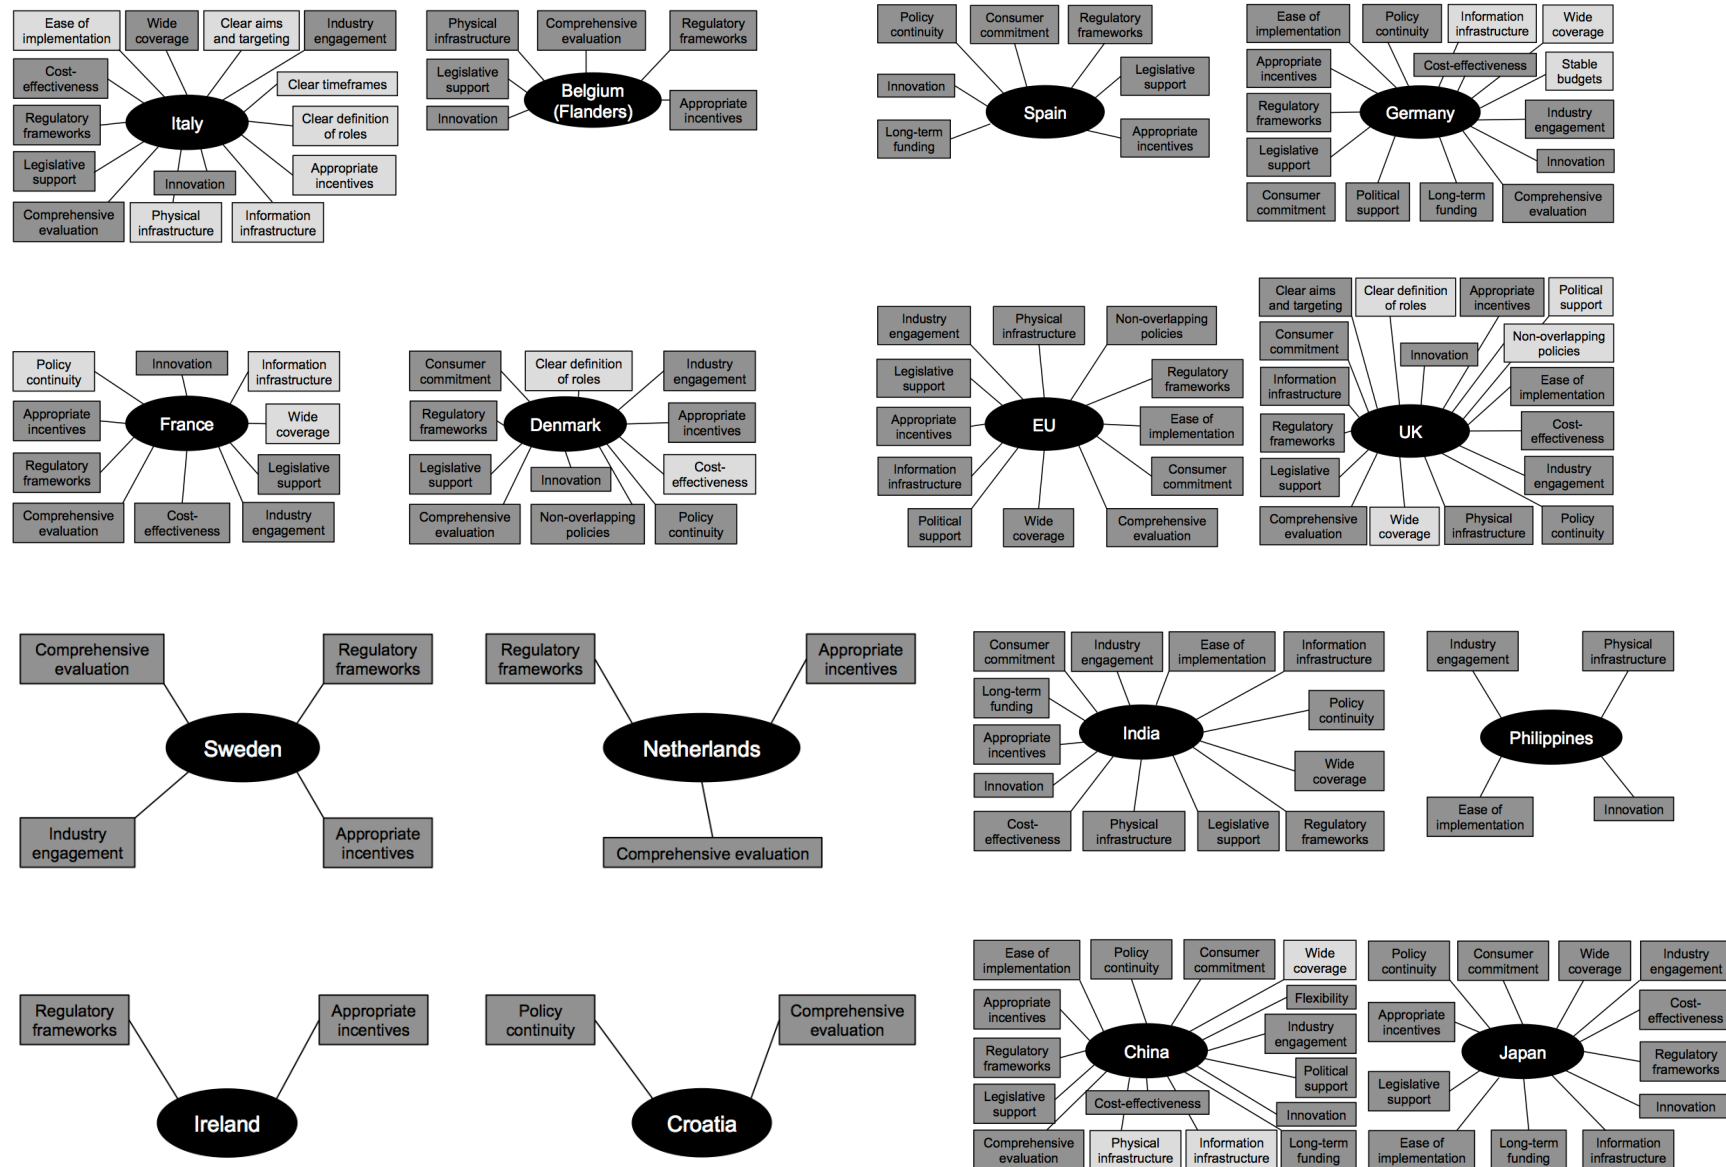 Ease of
implementation
Wide
coverage
Clear aims
and targeting
Industry
engagement
Cost-
effectiveness
Clear timeframes
Regulatory
frameworks
Italy
Clear definition
of roles
Legislative
support
Innovation
Appropriate
incentives
Comprehensive
evaluation
Physical
infrastructure
Information
infrastructure
Physical
infrastructure
Comprehensive
evaluation
Regulatory
frameworks
Legislative
support
Belgium
(Flanders)
Innovation
Appropriate
incentives
Policy
continuity
Consumer
commitment
Regulatory
frameworks
Innovation
Legislative
support
Spain
Long-term
funding
Appropriate
incentives
Ease of
implementation
Policy
continuity
Information
infrastructure
Wide
coverage
Appropriate
incentives
Cost-effectiveness
Stable
budgets
Regulatory
frameworks
Germany
Industry
engagement
Legislative
support
Innovation
Consumer
commitment
Political
support
Long-term
funding
Comprehensive
evaluation
Policy
continuity
Innovation
Information
infrastructure
Appropriate
incentives
France
Wide
coverage
Regulatory
frameworks
Legislative
support
Comprehensive
evaluation
Cost-
effectiveness
Industry
engagement
Consumer
commitment
Clear definition
of roles
Industry
engagement
Regulatory
frameworks
Denmark
Appropriate
incentives
Legislative
support
Innovation
Cost-
effectiveness
Comprehensive
evaluation
Non-overlapping
policies
Policy
continuity
Industry
engagement
Physical
infrastructure
Non-overlapping
policies
Legislative
support
Regulatory
frameworks
Appropriate
incentives
EU
Ease of
implementation
Information
infrastructure
Consumer
commitment
Political
support
Wide
coverage
Comprehensive
evaluation
Clear aims
and targeting
Clear definition
of roles
Appropriate
incentives
Political
support
Consumer
commitment
Innovation
Non-overlapping
policies
Information
infrastructure
Ease of
implementation
Regulatory
frameworks
UK
Cost-
effectiveness
Legislative
support
Industry
engagement
Comprehensive
evaluation
Wide
coverage
Physical
infrastructure
Policy
continuity
Comprehensive
evaluation
Regulatory
frameworks
Sweden
Industry
engagement
Appropriate
incentives
Regulatory
frameworks
Appropriate
incentives
Netherlands
Comprehensive evaluation
Consumer
commitment
Industry
engagement
Ease of
implementation
Information
infrastructure
Long-term
funding
Policy
continuity
Appropriate
incentives
India
Innovation
Wide
coverage
Cost-
effectiveness
Physical
infrastructure
Legislative
support
Regulatory
frameworks
Industry
engagement
Physical
infrastructure
Philippines
Ease of
implementation
Innovation
Regulatory
frameworks
Appropriate
incentives
Ireland
Policy
continuity
Comprehensive
evaluation
Croatia
Ease of
implementation
Policy
continuity
Consumer
commitment
Wide
coverage
Appropriate
incentives
Flexibility
Industry
engagement
Regulatory
frameworks
China
Political
support
Legislative
support
Cost-effectiveness
Innovation
Comprehensive
evaluation
Physical
infrastructure
Information
infrastructure
Long-term
funding
Policy
continuity
Consumer
commitment
Wide
coverage
Industry
engagement
Appropriate
incentives
Cost-
effectiveness
Japan
Regulatory
frameworks
Legislative
support
Innovation
Ease of
implementation
Long-term
funding
Information
infrastructure